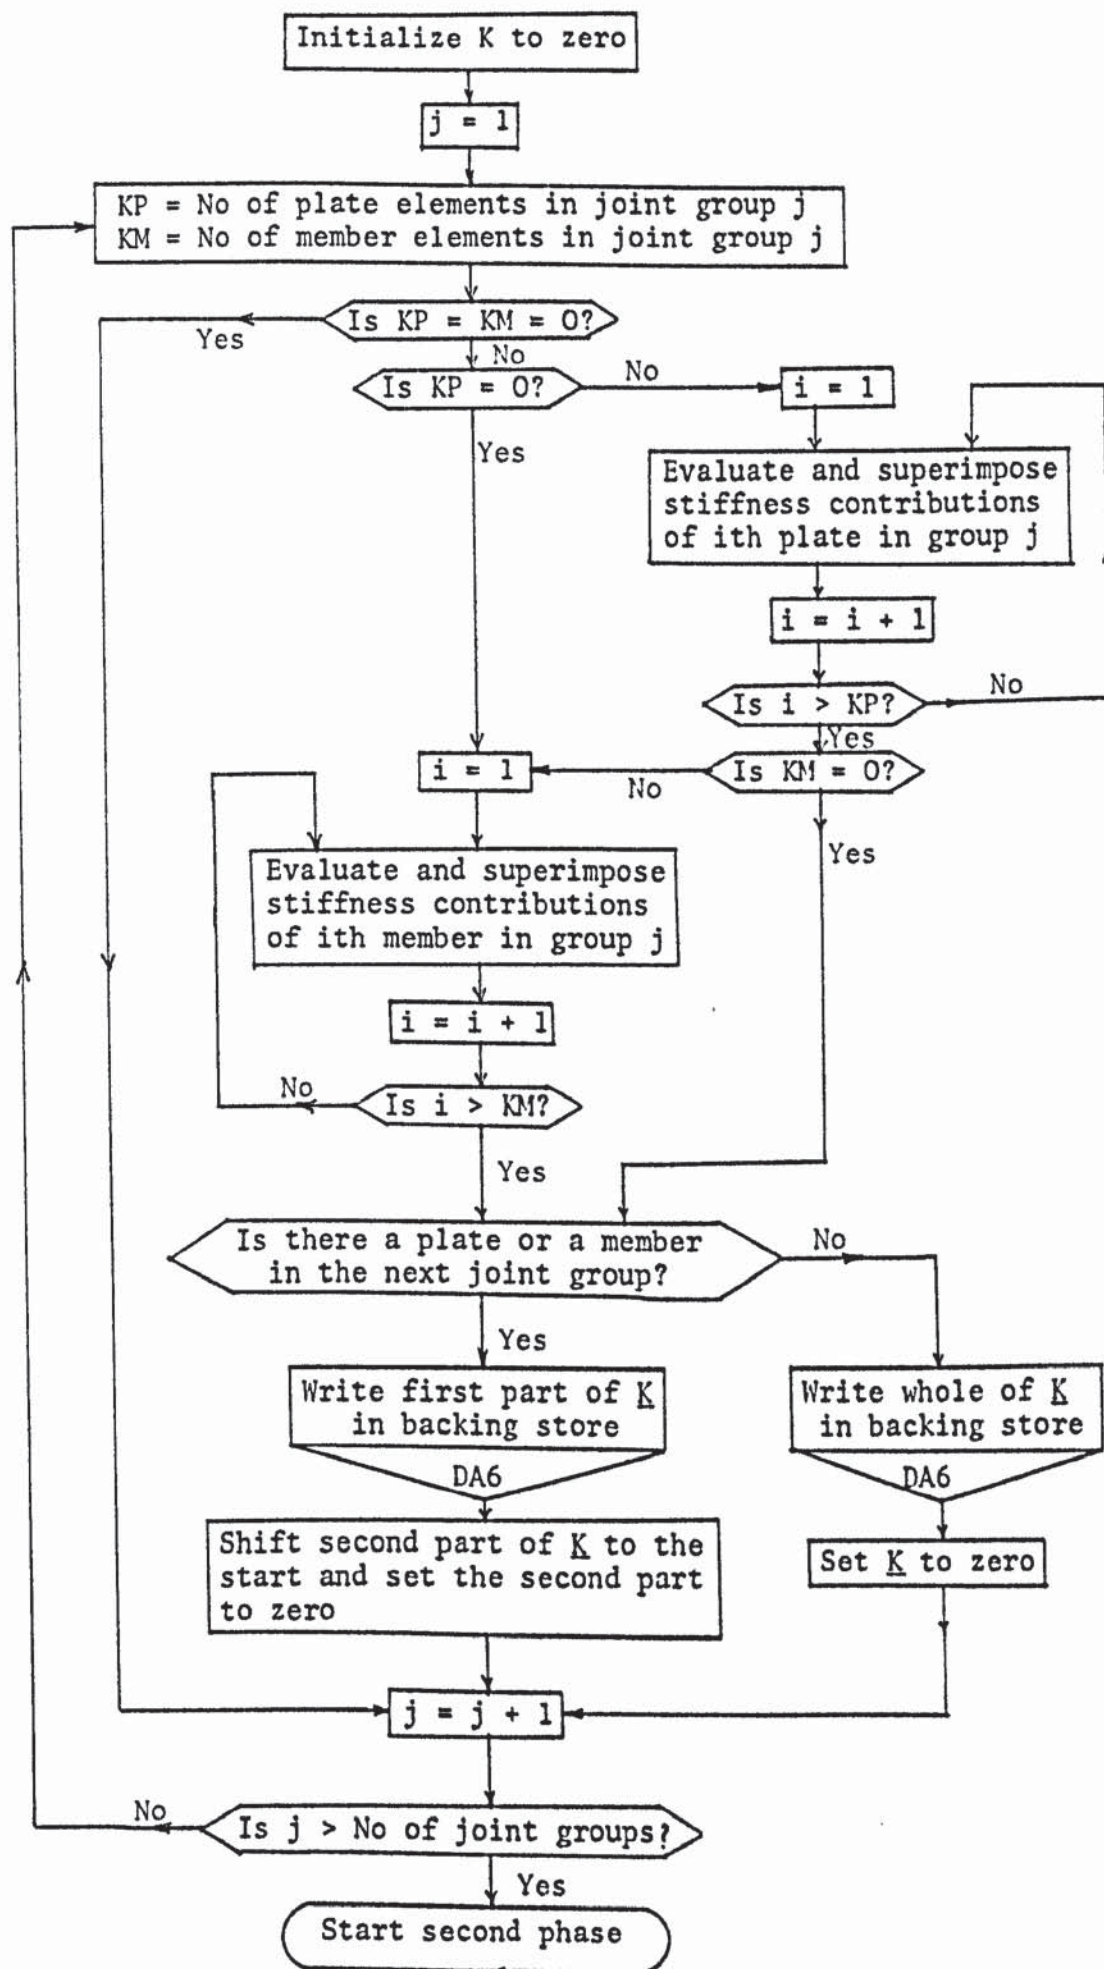 Initialize K to zero
j = 1
KP = No of plate elements in joint group j
KM = No of member elements in joint group j
Is KP = KM = 0?
Yes
No
Is KP = 0?
No
i = 1
Yes
Evaluate and superimpose
stiffness contributions
of ith plate in group j
i = i + 1
Is i > KP?
No
Yes
i = 1
No
Is KM = 0?
Yes
Evaluate and superimpose
stiffness contributions
of ith member in group j
i = i + 1
No
Is i > KM?
Yes
Is there a plate or a member
in the next joint group?
No
Yes
Write first part of K
in backing store
DA6
Write whole of K
in backing store
DA6
Shift second part of K to the
start and set the second part
to zero
Set K to zero
j = j + 1
No
Is j > No of joint groups?
Yes
Start second phase